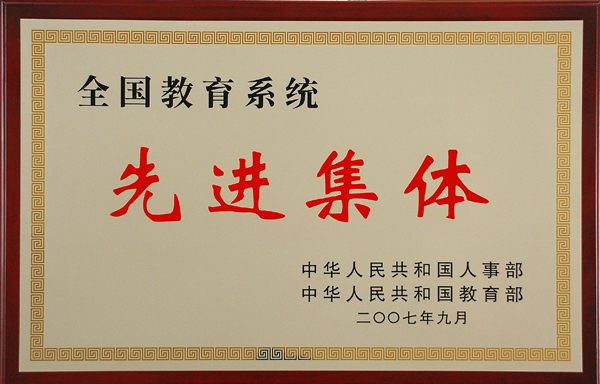 全国教育系统
先进集体
中华人民共和国人事部
中华人民共和国教育部
二〇〇七年九月